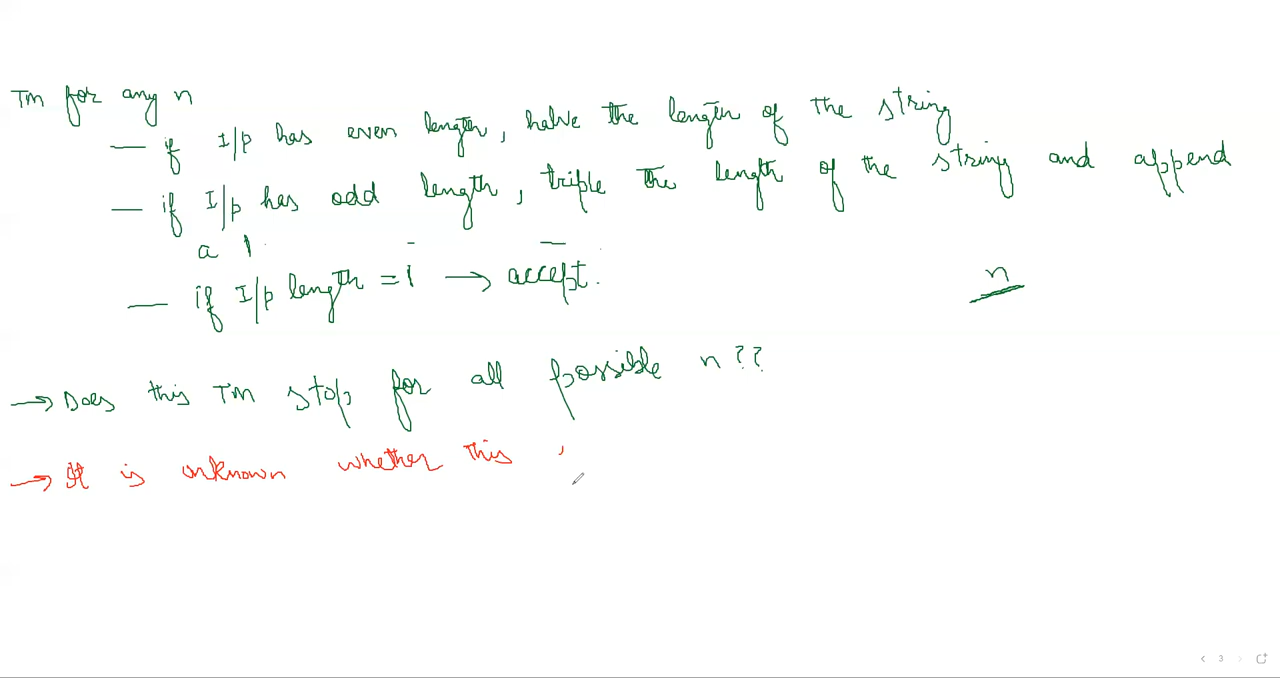 TM for any n
— if I/p has even length, halve the length of the string
— if I/p has odd length, triple the length of the string and append
a 1
— if I/p length = 1 → accept.
n
→ Does this TM stop for all possible n??
→ It is unknown whether this
3